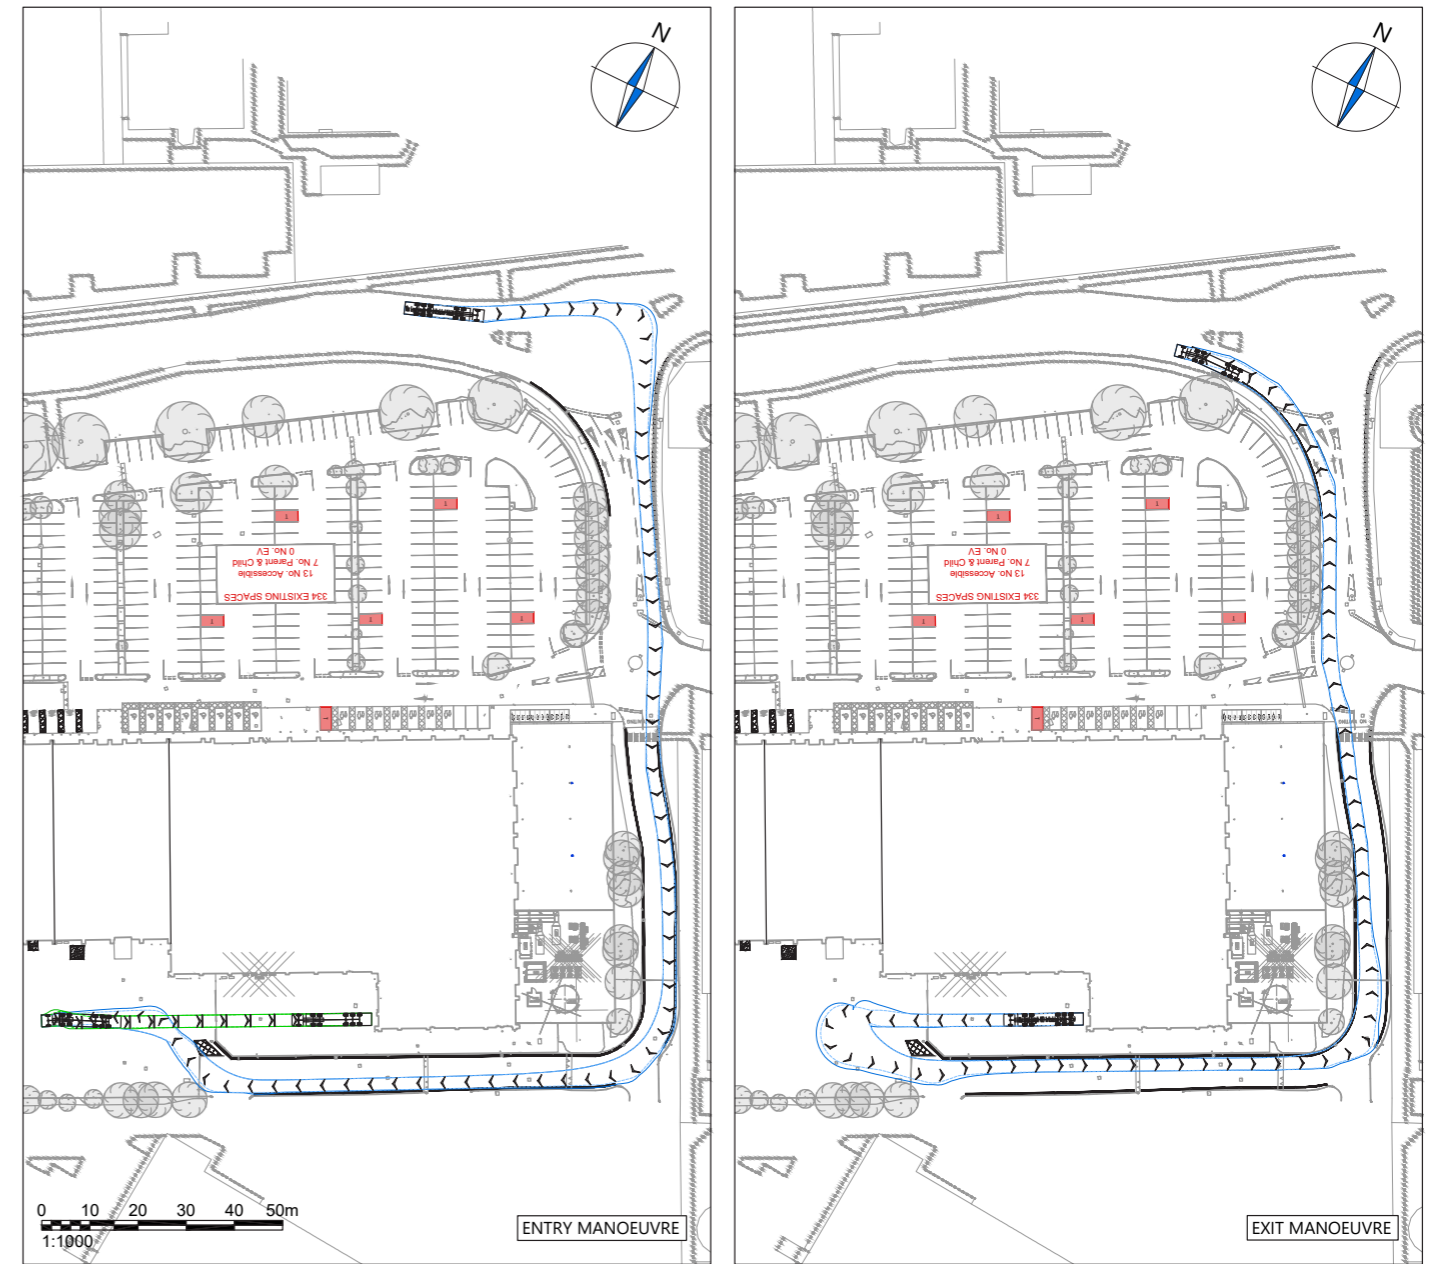 N
334 EXISTING SPACES
13 No. Accessible
7 No. Parent & Child
0 No. EV
0 10 20 30 40 50m
1:1000
ENTRY MANOEUVRE
N
334 EXISTING SPACES
13 No. Accessible
7 No. Parent & Child
0 No. EV
EXIT MANOEUVRE